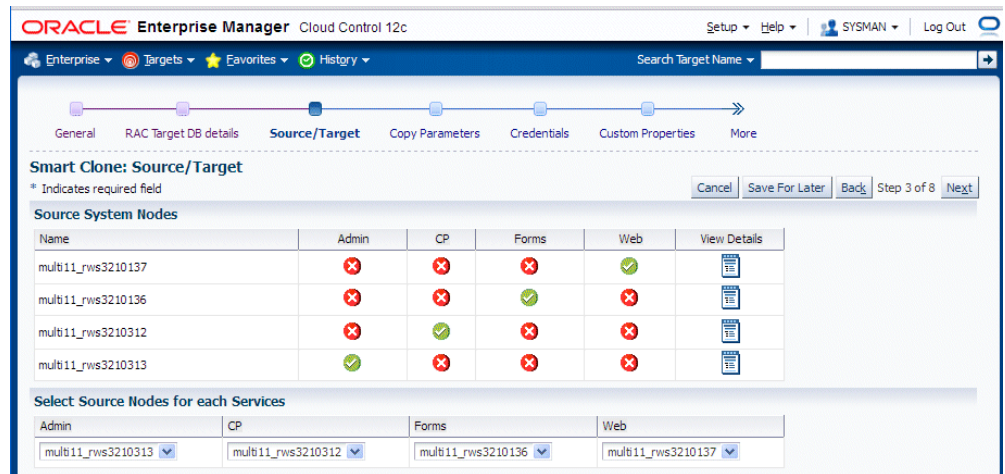 ORACLE Enterprise Manager Cloud Control 12c
Setup Help SYSMAN Log Out
Enterprise Targets Favorites History Search Target Name
General RAC Target DB details Source/Target Copy Parameters Credentials Custom Properties More
Smart Clone: Source/Target
* Indicates required field
Cancel Save For Later Back Step 3 of 8 Next
Source System Nodes
Name Admin CP Forms Web View Details
multi11_rws3210137
multi11_rws3210136
multi11_rws3210312
multi11_rws3210313
Select Source Nodes for each Services
Admin CP Forms Web
multi11_rws3210313 multi11_rws3210312 multi11_rws3210136 multi11_rws3210137